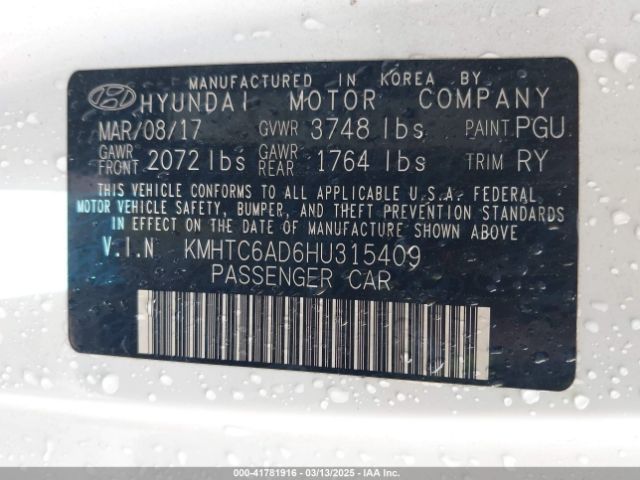 MANUFACTURED IN KOREA BY
HYUNDAI MOTOR COMPANY
MAR/08/17 GVWR 3748 lbs PAINT PGU
GAWR FRONT 2072 lbs GAWR REAR 1764 lbs TRIM RY
THIS VEHICLE CONFORMS TO ALL APPLICABLE U.S.A. FEDERAL
MOTOR VEHICLE SAFETY, BUMPER, AND THEFT PREVENTION STANDARDS
IN EFFECT ON THE DATE OF MANUFACTURE SHOWN ABOVE
V.I.N KMHTC6AD6HU315409
PASSENGER CAR
000-41781916 - 03/13/2025 - IAA, Inc.